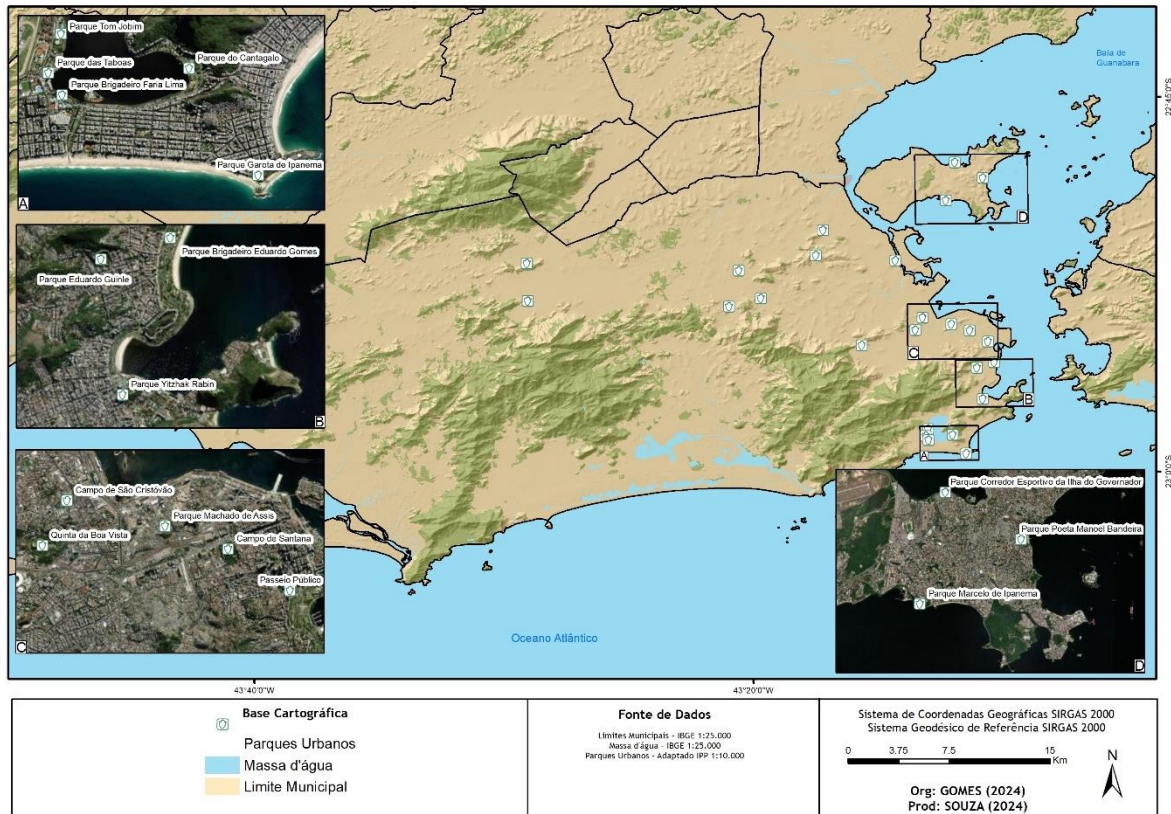 Parque Tom Jobim
Parque das Taboas
Parque do Cantagalo
Parque Brigadeiro Faria Lima
Parque Garota de Ipanema
A
Parque Brigadeiro Eduardo Gomes
Parque Eduardo Guinle
Parque Yitzhak Rabin
B
Campo de São Cristóvão
Parque Machado de Assis
Quinta da Boa Vista
Campo de Santana
Passeio Público
C
Baía de
Guanabara
22°45'0"S
D
C
B
A
23°0'0"S
Parque Corredor Esportivo da Ilha do Governador
Parque Poeta Manoel Bandeira
Parque Marcelo de Ipanema
D
Oceano Atlântico
43°40'0"W
43°20'0"W
Base Cartográfica
Parques Urbanos
Massa d'água
Limite Municipal
Fonte de Dados
Limites Municipais - IBGE 1:25.000
Massa d'água - IBGE 1:25.000
Parques Urbanos - Adaptado IPP 1:10.000
Sistema de Coordenadas Geográficas SIRGAS 2000
Sistema Geodésico de Referência SIRGAS 2000
0 3.75 7.5 15
Km
N
Org: GOMES (2024)
Prod: SOUZA (2024)